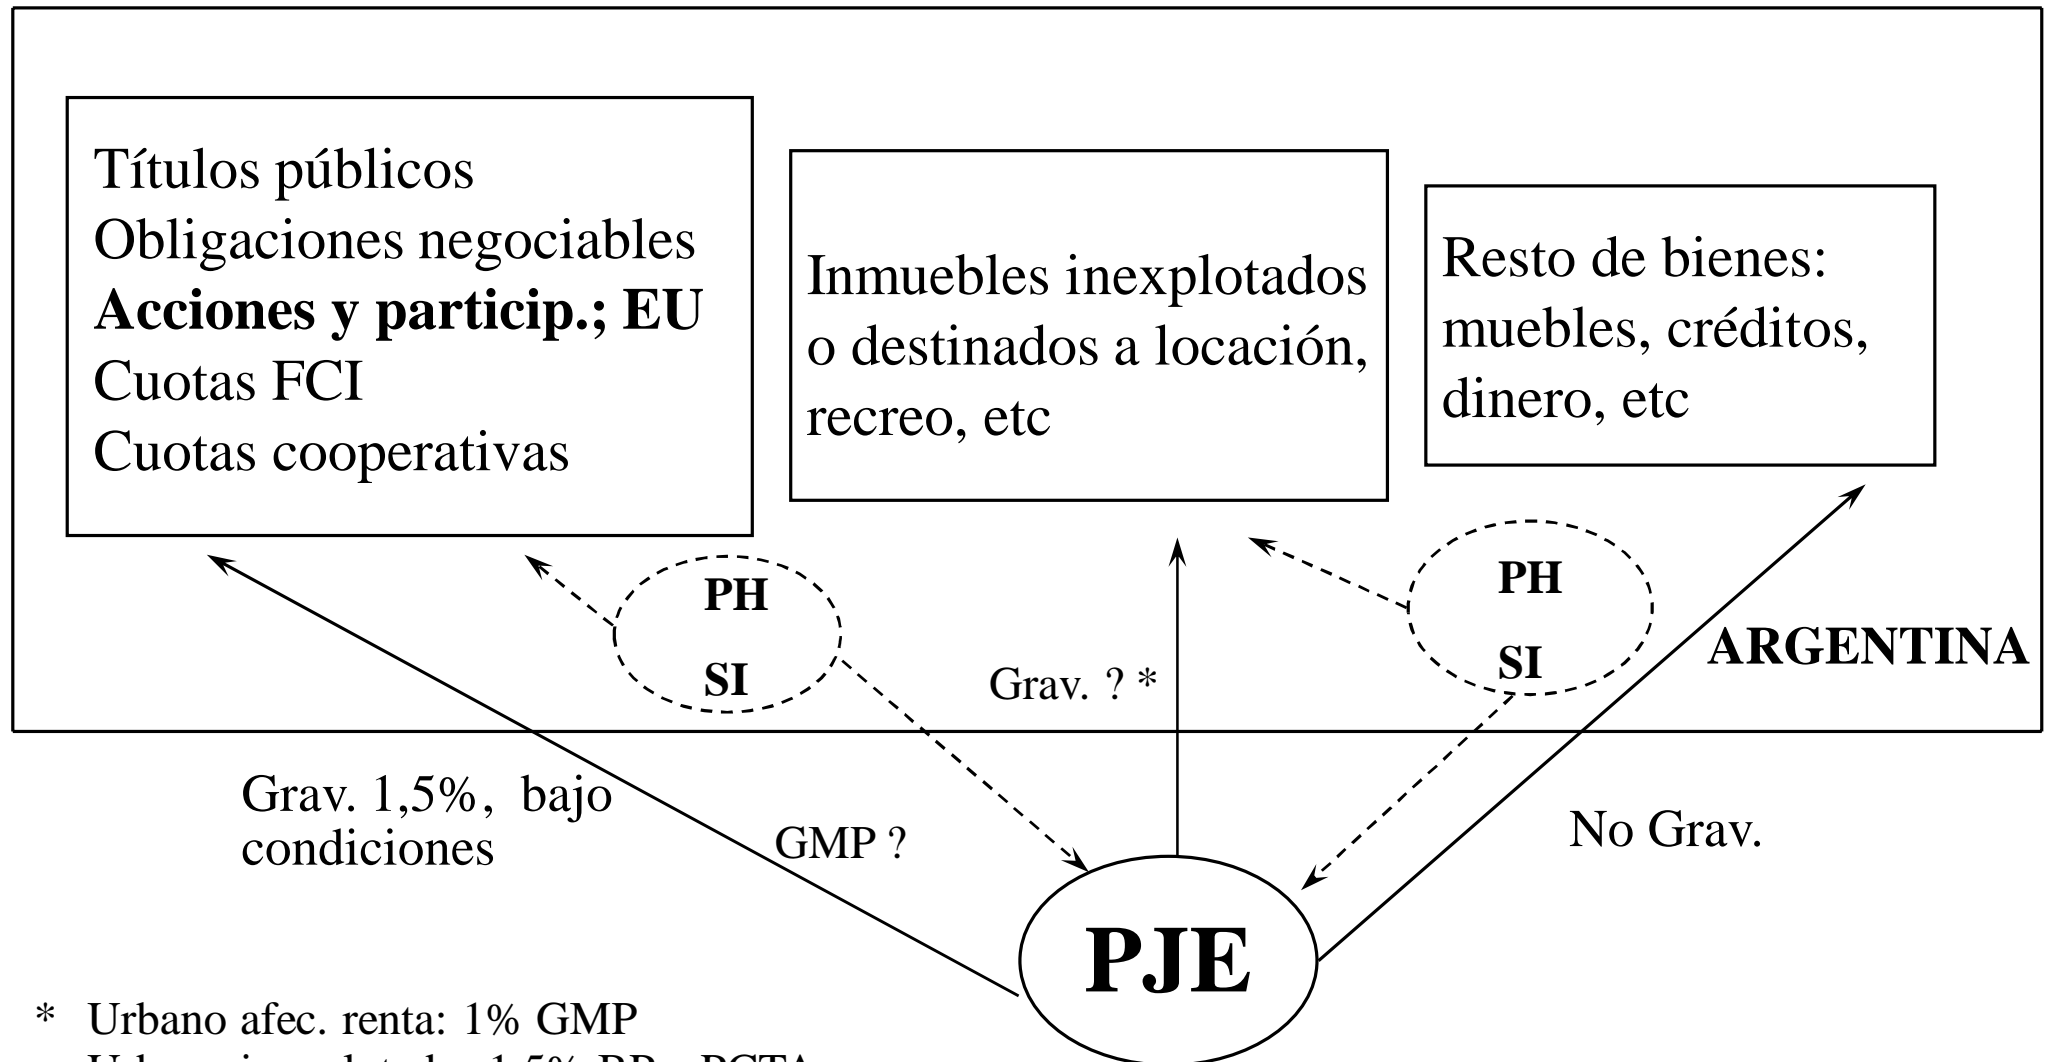 Títulos públicos
Obligaciones negociables
Acciones y particip.; EU
Cuotas FCI
Cuotas cooperativas
Inmuebles inexplotados
o destinados a locación,
recreo, etc
Resto de bienes:
muebles, créditos,
dinero, etc
PH
SI
PH
SI
ARGENTINA
Grav. ? *
Grav. 1,5%, bajo
condiciones
GMP ?
No Grav.
PJE
* Urbano afec. renta: 1% GMP